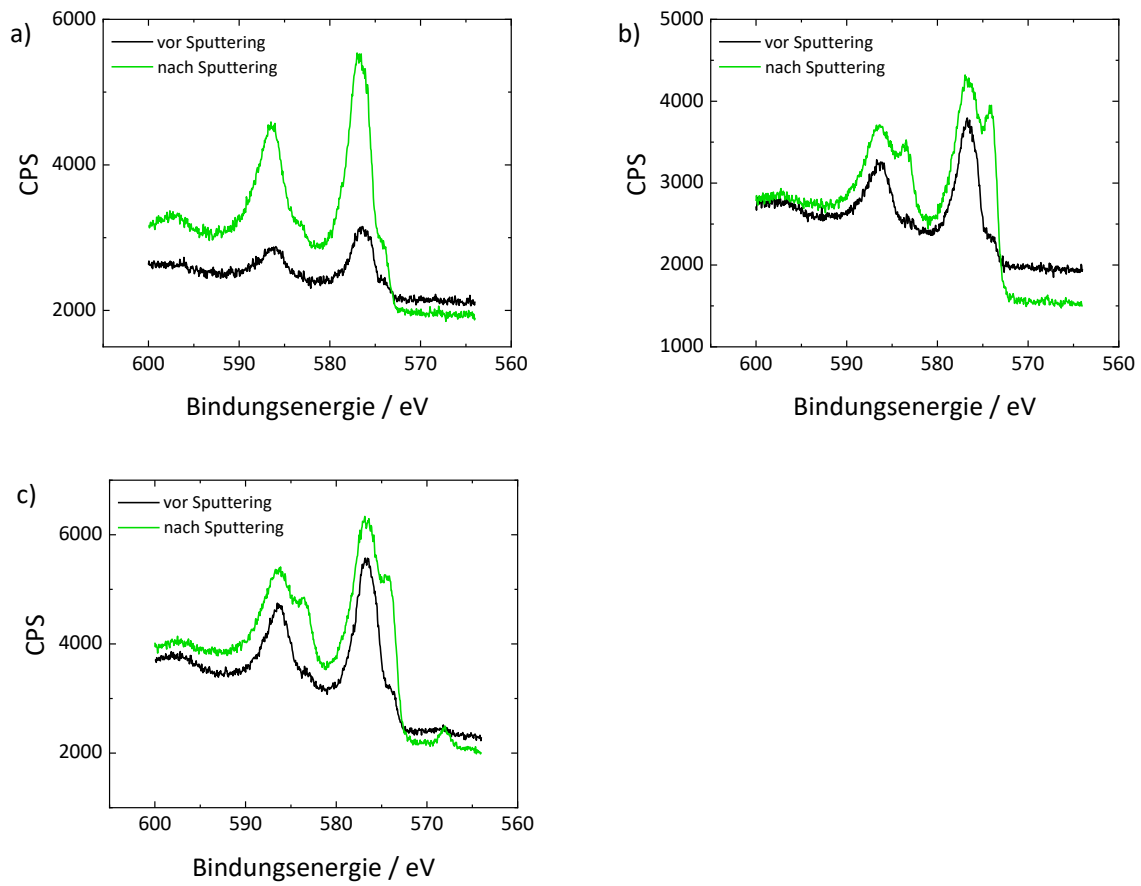 a)
6000
4000
2000
CPS
vor Sputtering
nach Sputtering
600 590 580 570 560
Bindungsenergie / eV
b)
5000
4000
3000
2000
1000
CPS
vor Sputtering
nach Sputtering
600 590 580 570 560
Bindungsenergie / eV
c)
6000
4000
2000
CPS
vor Sputtering
nach Sputtering
600 590 580 570 560
Bindungsenergie / eV